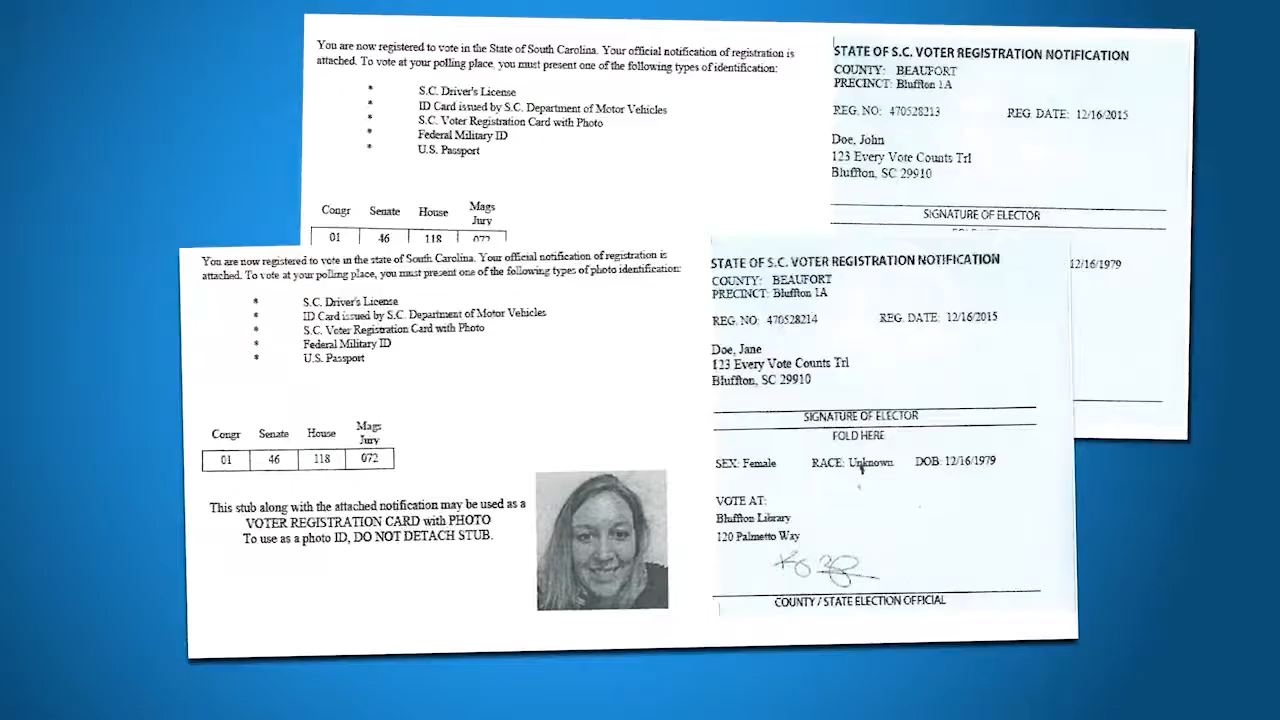 You are now registered to vote in the State of South Carolina. Your official notification of registration is
attached. To vote at your polling place, you must present one of the following types of identification:
* S.C. Driver's License
* ID Card issued by S.C. Department of Motor Vehicles
* S.C. Voter Registration Card with Photo
* Federal Military ID
* U.S. Passport
Congr Senate House Mags Jury
01 46 118 072
STATE OF S.C. VOTER REGISTRATION NOTIFICATION
COUNTY: BEAUFORT
PRECINCT: Bluffton 1A
REG. NO: 470528213 REG. DATE: 12/16/2015
Doe, John
123 Every Vote Counts Trl
Bluffton, SC 29910
SIGNATURE OF ELECTOR
12/16/1979
You are now registered to vote in the state of South Carolina. Your official notification of registration is
attached. To vote at your polling place, you must present one of the following types of photo identification:
* S.C. Driver's License
* ID Card issued by S.C. Department of Motor Vehicles
* S.C. Voter Registration Card with Photo
* Federal Military ID
* U.S. Passport
Congr Senate House Mags Jury
01 46 118 072
This stub along with the attached notification may be used as a
VOTER REGISTRATION CARD with PHOTO
To use as a photo ID, DO NOT DETACH STUB.
STATE OF S.C. VOTER REGISTRATION NOTIFICATION
COUNTY: BEAUFORT
PRECINCT: Bluffton 1A
REG. NO: 470528214 REG. DATE: 12/16/2015
Doe, Jane
123 Every Vote Counts Trl
Bluffton, SC 29910
SIGNATURE OF ELECTOR
FOLD HERE
SEX: Female RACE: Unknown DOB: 12/16/1979
VOTE AT:
Bluffton Library
120 Palmetto Way
COUNTY / STATE ELECTION OFFICIAL